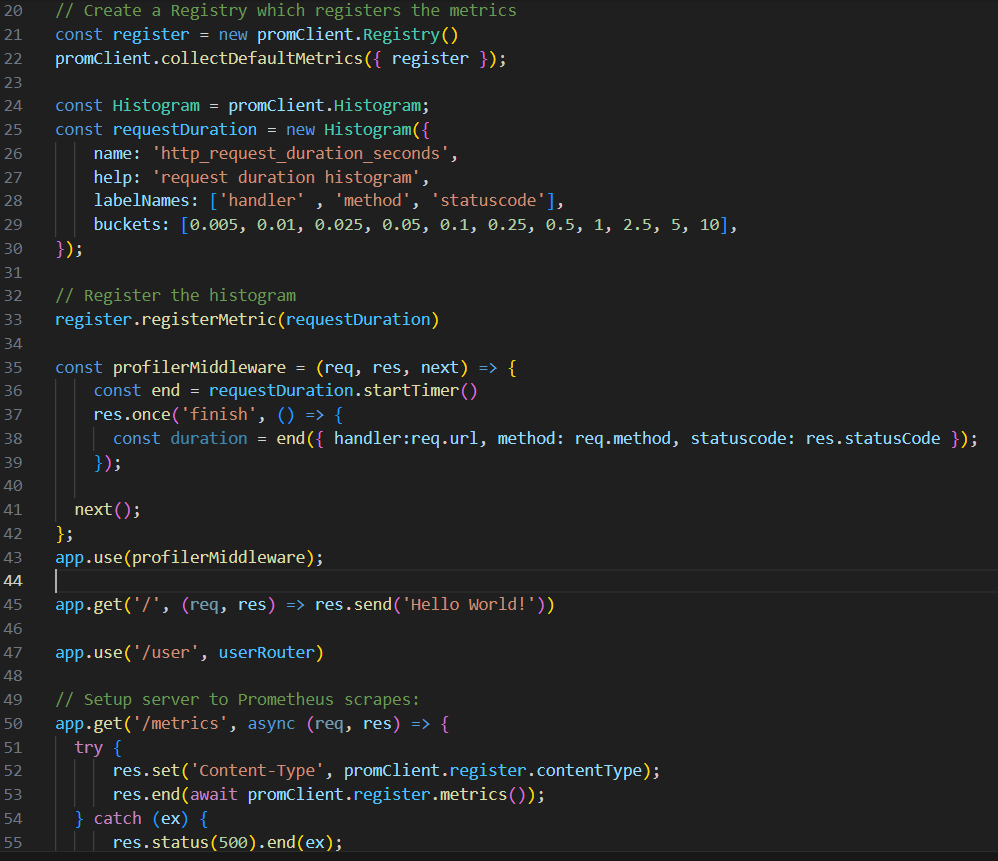 20 // Create a Registry which registers the metrics
21 const register = new promClient.Registry()
22 promClient.collectDefaultMetrics({ register });
23
24 const Histogram = promClient.Histogram;
25 const requestDuration = new Histogram({
26     name: 'http_request_duration_seconds',
27     help: 'request duration histogram',
28     labelNames: ['handler' , 'method', 'statuscode'],
29     buckets: [0.005, 0.01, 0.025, 0.05, 0.1, 0.25, 0.5, 1, 2.5, 5, 10],
30 });
31
32 // Register the histogram
33 register.registerMetric(requestDuration)
34
35 const profilerMiddleware = (req, res, next) => {
36     const end = requestDuration.startTimer()
37     res.once('finish', () => {
38       const duration = end({ handler:req.url, method: req.method, statuscode: res.statusCode });
39     });
40
41   next();
42 };
43 app.use(profilerMiddleware);
44
45 app.get('/', (req, res) => res.send('Hello World!'))
46
47 app.use('/user', userRouter)
48
49 // Setup server to Prometheus scrapes:
50 app.get('/metrics', async (req, res) => {
51   try {
52       res.set('Content-Type', promClient.register.contentType);
53       res.end(await promClient.register.metrics());
54   } catch (ex) {
55       res.status(500).end(ex);